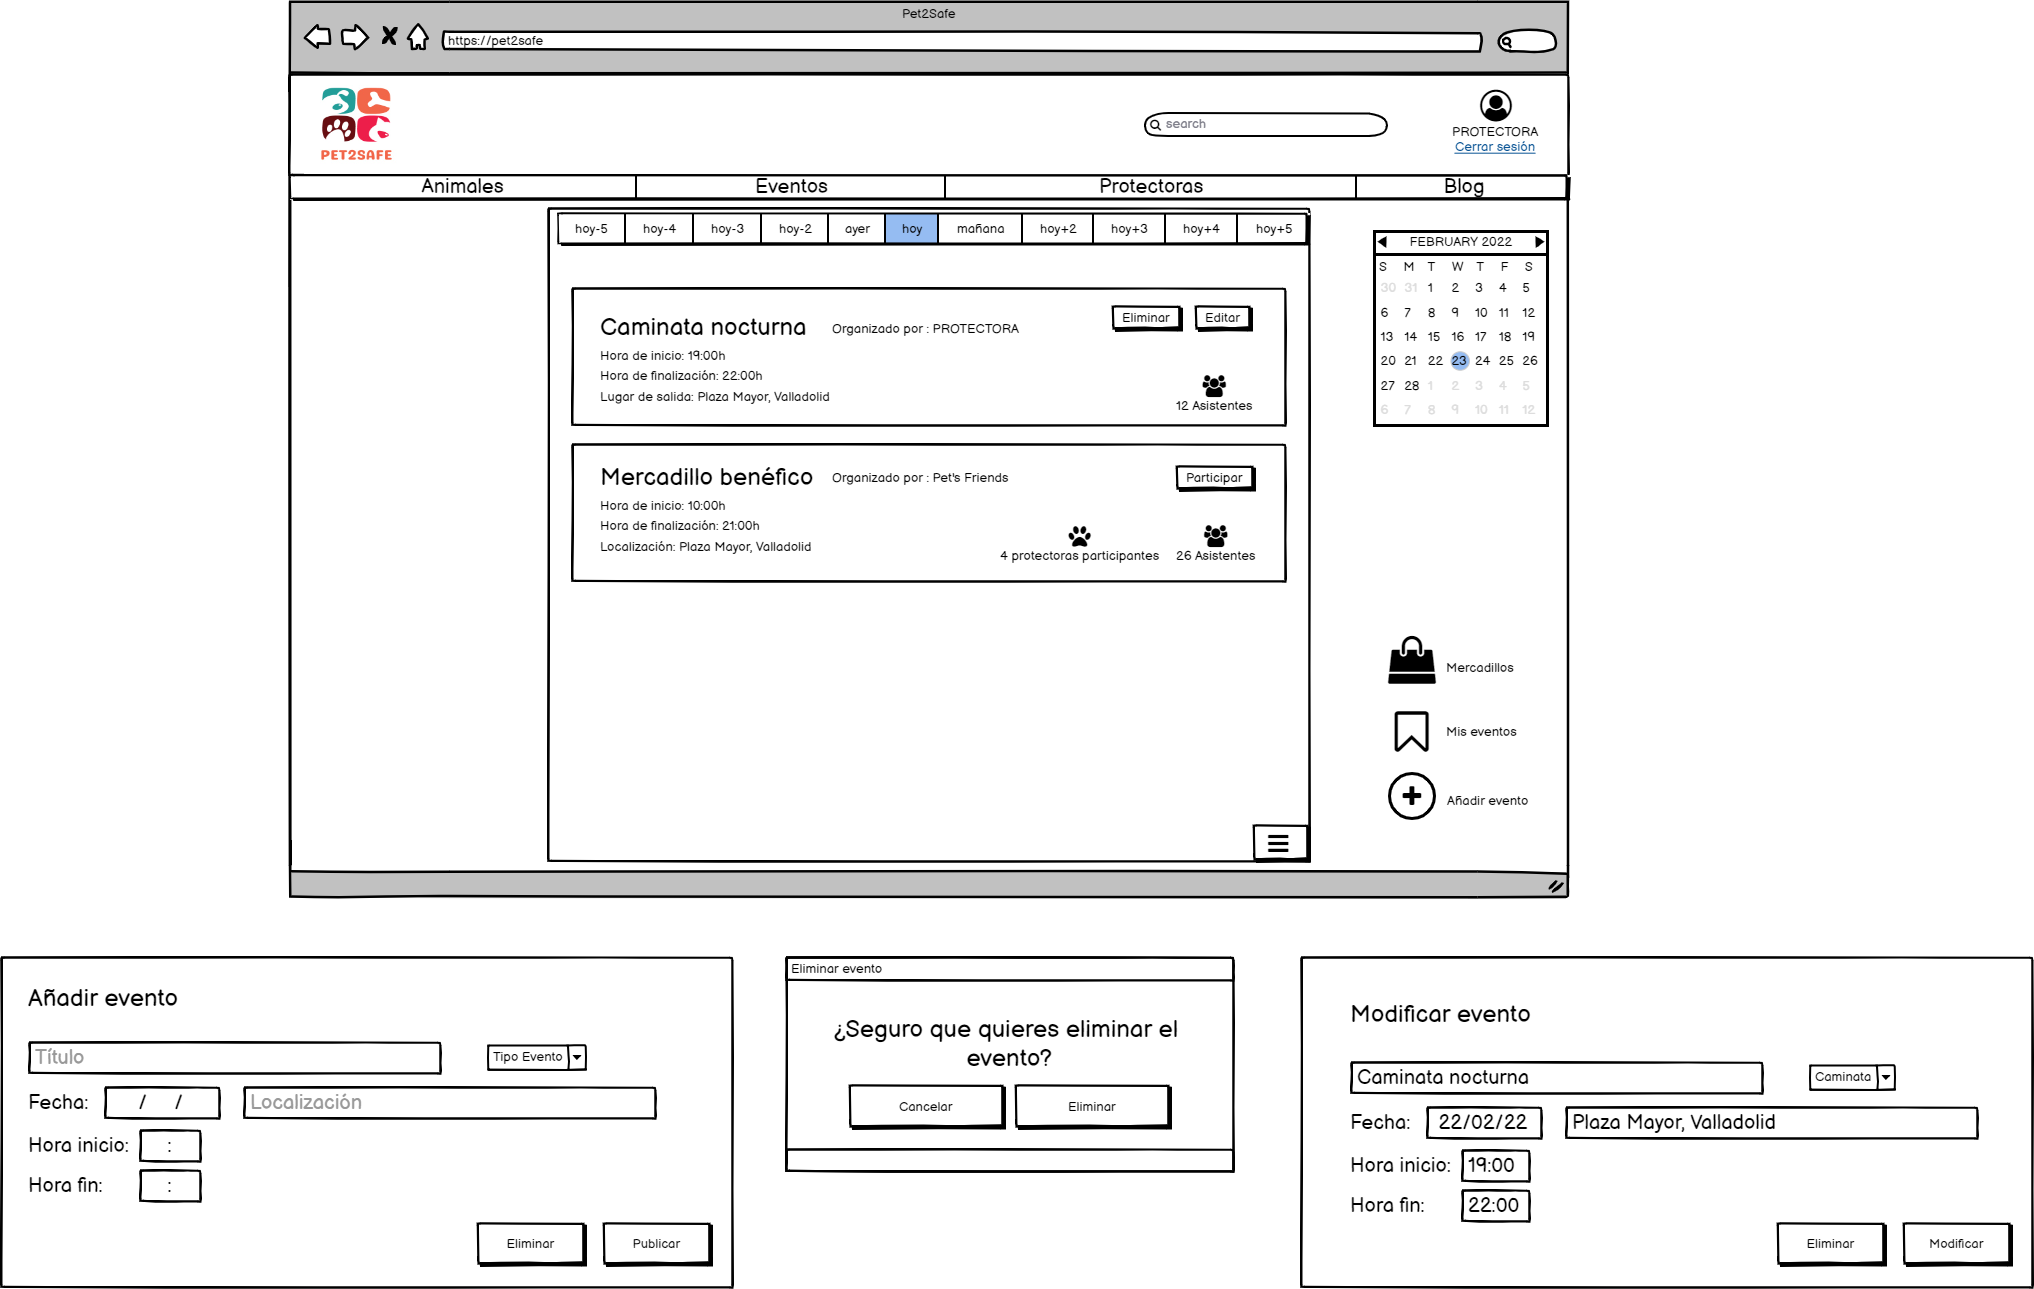 Pet2Safe
https://pet2safe
PET2SAFE
search
PROTECTORA
Cerrar sesión
Animales Eventos Protectoras Blog
hoy-5 hoy-4 hoy-3 hoy-2 ayer hoy mañana hoy+2 hoy+3 hoy+4 hoy+5
Caminata nocturna Organizado por : PROTECTORA Eliminar Editar
Hora de inicio: 19:00h
Hora de finalización: 22:00h
Lugar de salida: Plaza Mayor, Valladolid
12 Asistentes
Mercadillo benéfico Organizado por : Pet's Friends Participar
Hora de inicio: 10:00h
Hora de finalización: 21:00h
Localización: Plaza Mayor, Valladolid
4 protectoras participantes 26 Asistentes
FEBRUARY 2022
S M T W T F S
30 31 1 2 3 4 5
6 7 8 9 10 11 12
13 14 15 16 17 18 19
20 21 22 23 24 25 26
27 28 1 2 3 4 5
6 7 8 9 10 11 12
Mercadillos
Mis eventos
Añadir evento
Añadir evento
Título Tipo Evento
Fecha: / / Localización
Hora inicio: :
Hora fin: :
Eliminar Publicar
Eliminar evento
¿Seguro que quieres eliminar el
evento?
Cancelar Eliminar
Modificar evento
Caminata nocturna Caminata
Fecha: 22/02/22 Plaza Mayor, Valladolid
Hora inicio: 19:00
Hora fin: 22:00
Eliminar Modificar